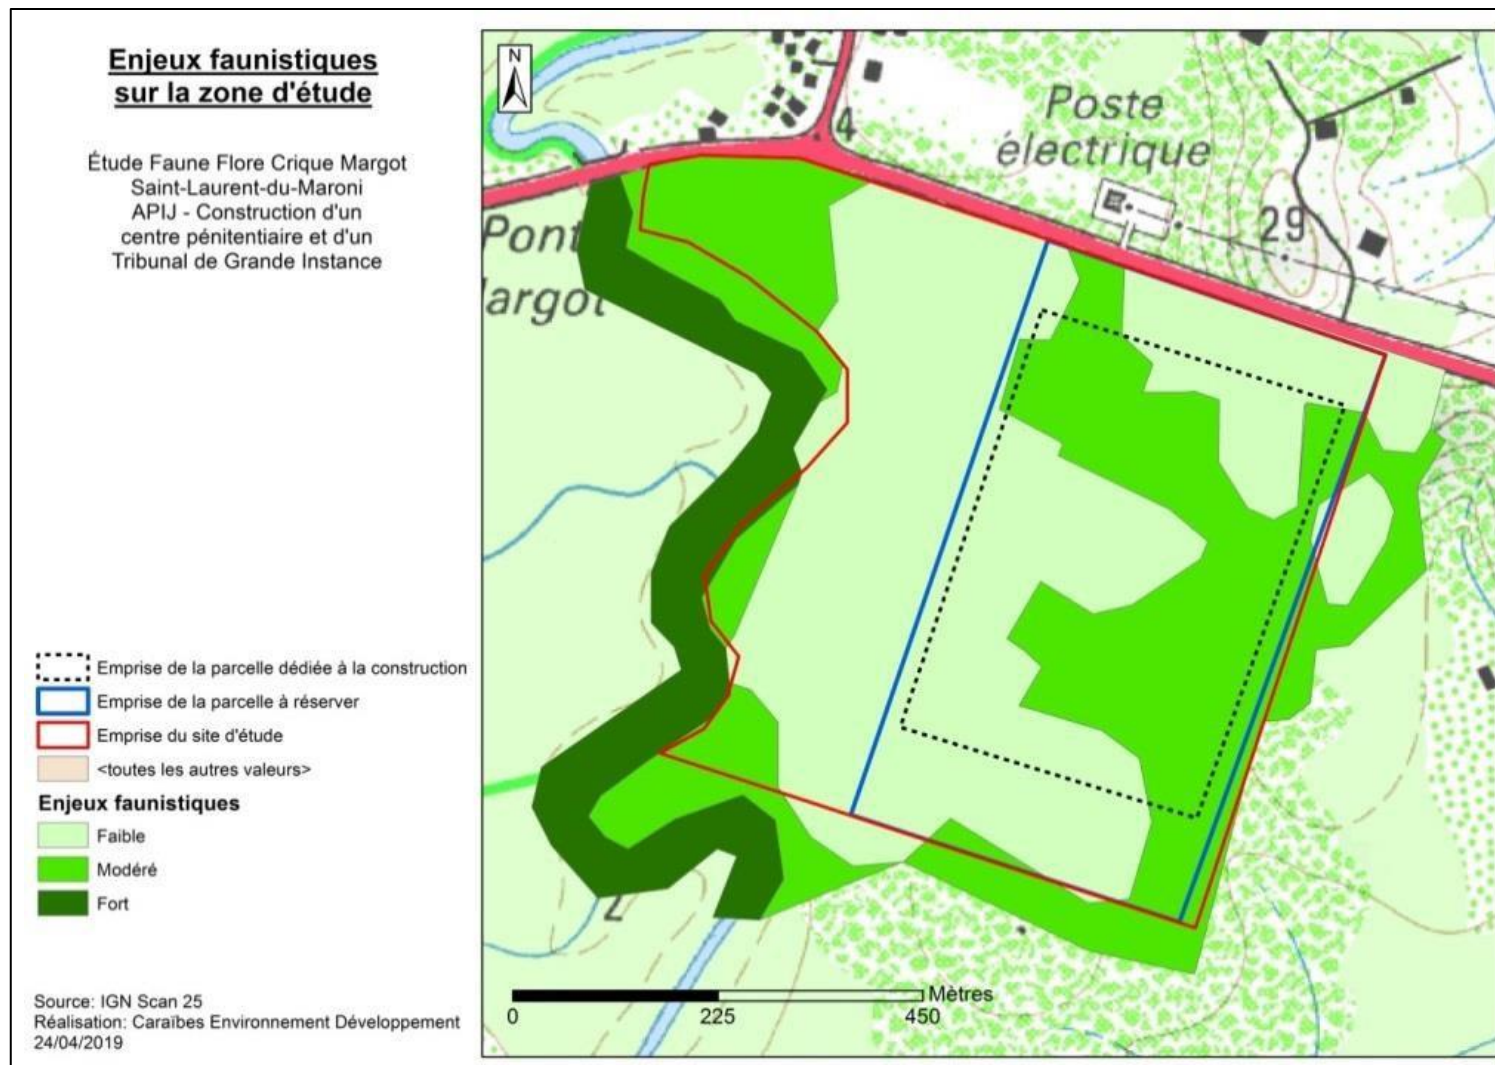 Enjeux faunistiques
sur la zone d'étude
Étude Faune Flore Crique Margot
Saint-Laurent-du-Maroni
APIJ - Construction d'un
centre pénitentiaire et d'un
Tribunal de Grande Instance
Emprise de la parcelle dédiée à la construction
Emprise de la parcelle à réserver
Emprise du site d'étude
<toutes les autres valeurs>
Enjeux faunistiques
Faible
Modéré
Fort
Source: IGN Scan 25
Réalisation: Caraïbes Environnement Développement
24/04/2019
N
4
Poste
électrique
29
Pont
argot
2
Mètres
0 225 450